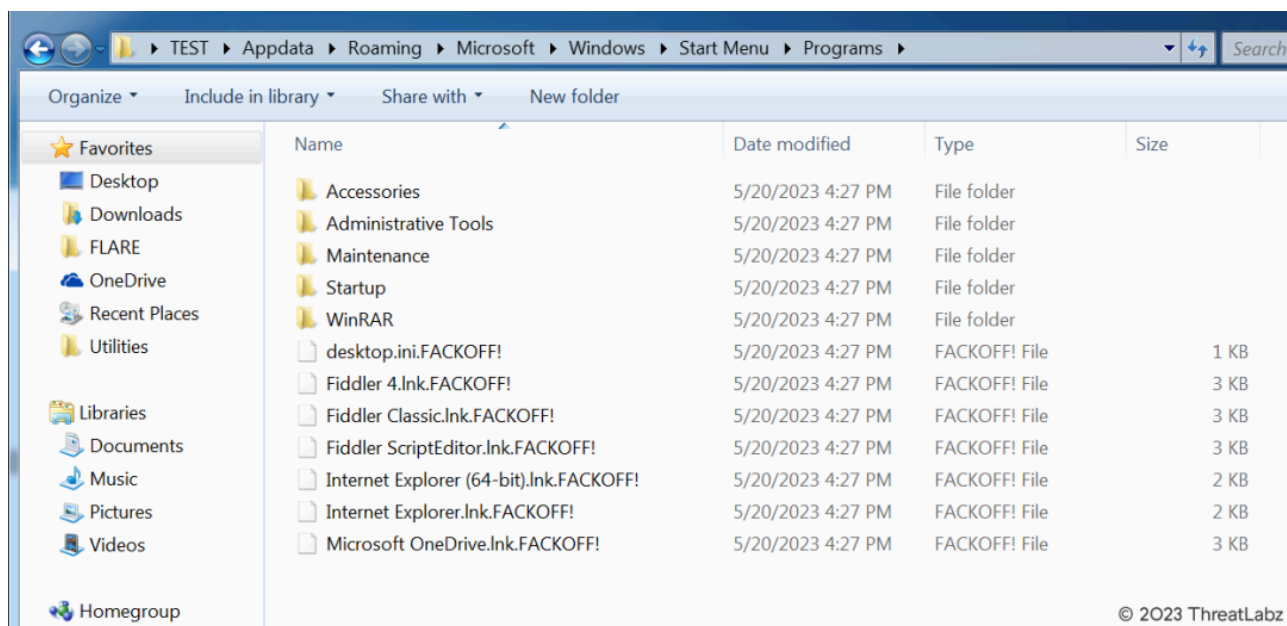 TEST Appdata Roaming Microsoft Windows Start Menu Programs Search
Organize Include in library Share with New folder
Name Date modified Type Size
Favorites
Desktop
Downloads
FLARE
OneDrive
Recent Places
Utilities
Libraries
Documents
Music
Pictures
Videos
Homegroup
Accessories 5/20/2023 4:27 PM File folder
Administrative Tools 5/20/2023 4:27 PM File folder
Maintenance 5/20/2023 4:27 PM File folder
Startup 5/20/2023 4:27 PM File folder
WinRAR 5/20/2023 4:27 PM File folder
desktop.ini.FACKOFF! 5/20/2023 4:27 PM FACKOFF! File 1 KB
Fiddler 4.lnk.FACKOFF! 5/20/2023 4:27 PM FACKOFF! File 3 KB
Fiddler Classic.lnk.FACKOFF! 5/20/2023 4:27 PM FACKOFF! File 3 KB
Fiddler ScriptEditor.lnk.FACKOFF! 5/20/2023 4:27 PM FACKOFF! File 3 KB
Internet Explorer (64-bit).lnk.FACKOFF! 5/20/2023 4:27 PM FACKOFF! File 2 KB
Internet Explorer.lnk.FACKOFF! 5/20/2023 4:27 PM FACKOFF! File 2 KB
Microsoft OneDrive.lnk.FACKOFF! 5/20/2023 4:27 PM FACKOFF! File 3 KB
© 2023 ThreatLabz